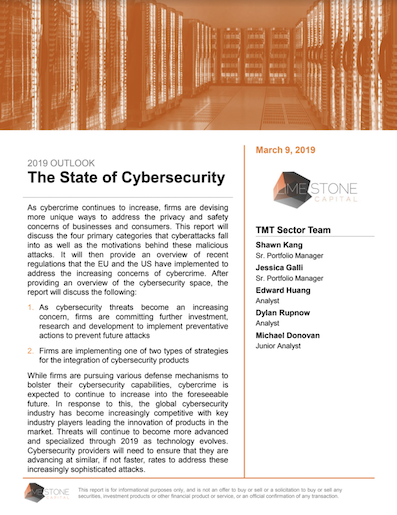 March 9, 2019
2019 OUTLOOK
The State of Cybersecurity
As cybercrime continues to increase, firms are devising
more unique ways to address the privacy and safety
concerns of businesses and consumers. This report will
discuss the four primary categories that cyberattacks fall
into as well as the motivations behind these malicious
attacks. It will then provide an overview of recent
regulations that the EU and the US have implemented to
address the increasing concerns of cybercrime. After
providing an overview of the cybersecurity space, the
report will discuss the following:
1. As cybersecurity threats become an increasing
concern, firms are committing further investment,
research and development to implement preventative
actions to prevent future attacks
2. Firms are implementing one of two types of strategies
for the integration of cybersecurity products
While firms are pursuing various defense mechanisms to
bolster their cybersecurity capabilities, cybercrime is
expected to continue to increase into the foreseeable
future. In response to this, the global cybersecurity
industry has become increasingly competitive with key
industry players leading the innovation of products in the
market. Threats will continue to become more advanced
and specialized through 2019 as technology evolves.
Cybersecurity providers will need to ensure that they are
advancing at similar, if not faster, rates to address these
increasingly sophisticated attacks.
LIMESTONE
CAPITAL
TMT Sector Team
Shawn Kang
Sr. Portfolio Manager
Jessica Galli
Sr. Portfolio Manager
Edward Huang
Analyst
Dylan Rupnow
Analyst
Michael Donovan
Junior Analyst
LIMESTONE
CAPITAL
This report is for informational purposes only, and is not an offer to buy or sell or a solicitation to buy or sell any
securities, investment products or other financial product or service, or an official confirmation of any transaction.